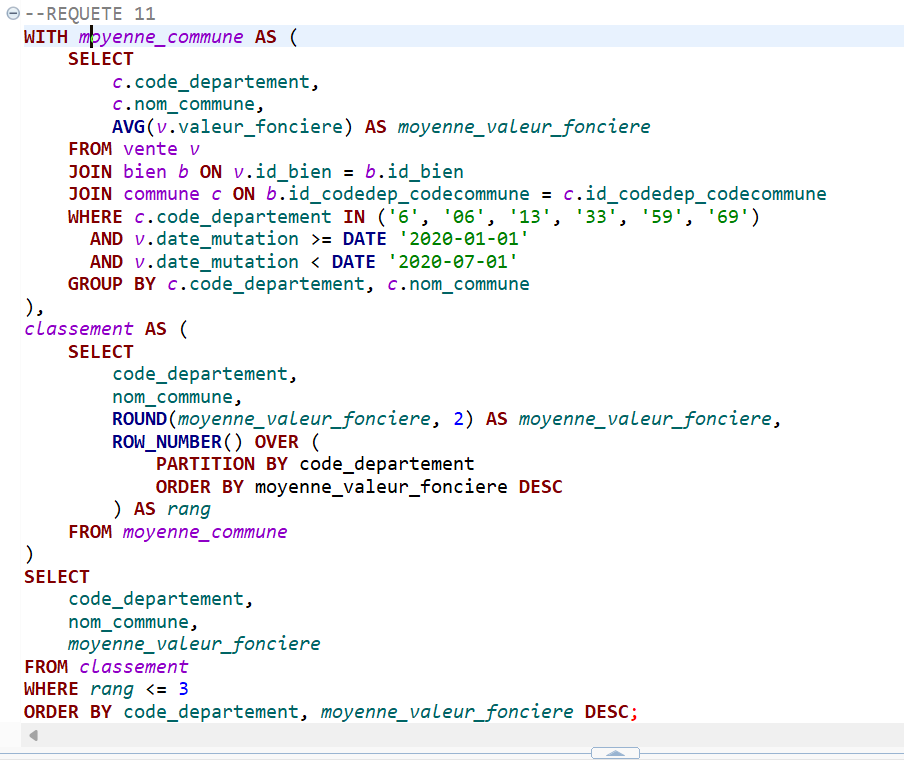 --REQUETE 11
WITH moyenne_commune AS (
    SELECT
        c.code_departement,
        c.nom_commune,
        AVG(v.valeur_fonciere) AS moyenne_valeur_fonciere
    FROM vente v
    JOIN bien b ON v.id_bien = b.id_bien
    JOIN commune c ON b.id_codedep_codecommune = c.id_codedep_codecommune
    WHERE c.code_departement IN ('6', '06', '13', '33', '59', '69')
      AND v.date_mutation >= DATE '2020-01-01'
      AND v.date_mutation < DATE '2020-07-01'
    GROUP BY c.code_departement, c.nom_commune
),
classement AS (
    SELECT
        code_departement,
        nom_commune,
        ROUND(moyenne_valeur_fonciere, 2) AS moyenne_valeur_fonciere,
        ROW_NUMBER() OVER (
            PARTITION BY code_departement
            ORDER BY moyenne_valeur_fonciere DESC
        ) AS rang
    FROM moyenne_commune
)
SELECT
    code_departement,
    nom_commune,
    moyenne_valeur_fonciere
FROM classement
WHERE rang <= 3
ORDER BY code_departement, moyenne_valeur_fonciere DESC;